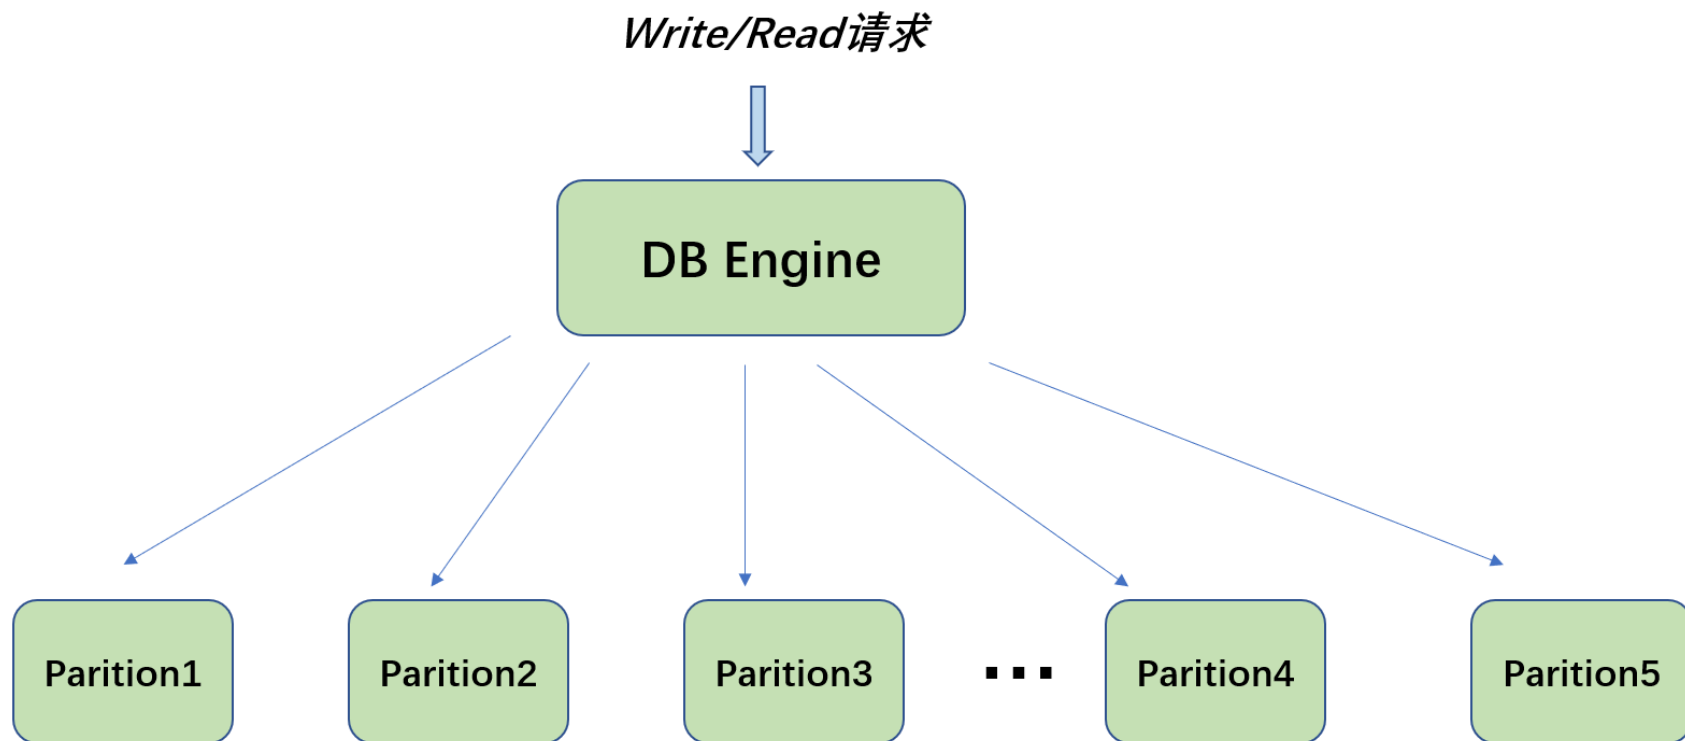 Write/Read请求
DB Engine
Parition1
Parition2
Parition3
...
Parition4
Parition5